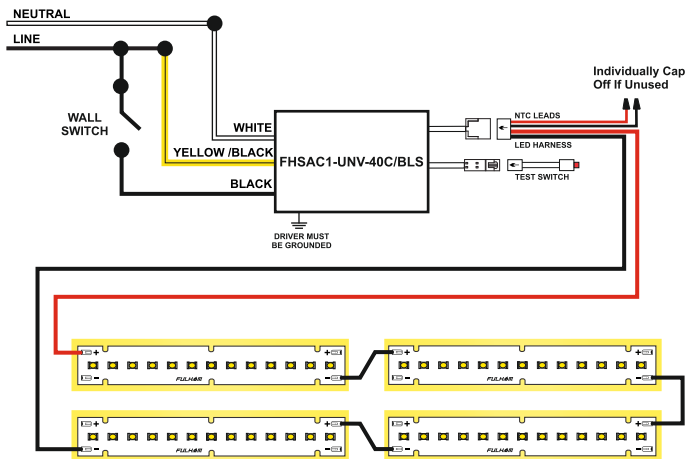 NEUTRAL
LINE
WALL
SWITCH
WHITE
YELLOW /BLACK
BLACK
FHSAC1-UNV-40C/BLS
DRIVER MUST
BE GROUNDED
Individually Cap
Off If Unused
NTC LEADS
LED HARNESS
TEST SWITCH
+ +
- -
FULHAM
+ +
- -
FULHAM
+ +
- -
FULHAM
+ +
- -
FULHAM